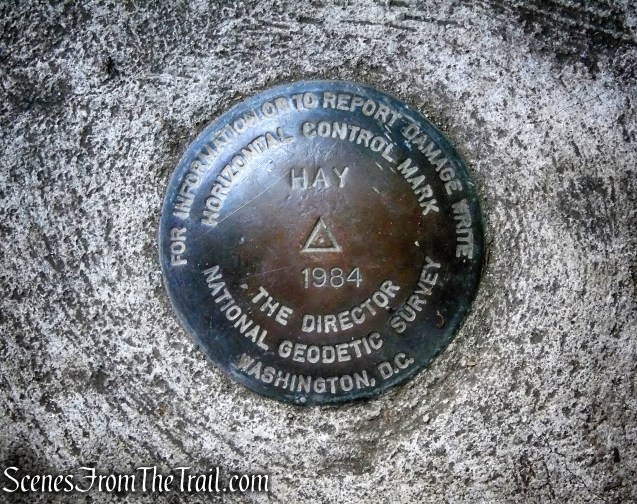 FOR INFORMATION OR TO REPORT DAMAGE WRITE
HORIZONTAL CONTROL MARK
HAY
1984
THE DIRECTOR
NATIONAL GEODETIC SURVEY
WASHINGTON, D.C.
ScenesFromTheTrail.com